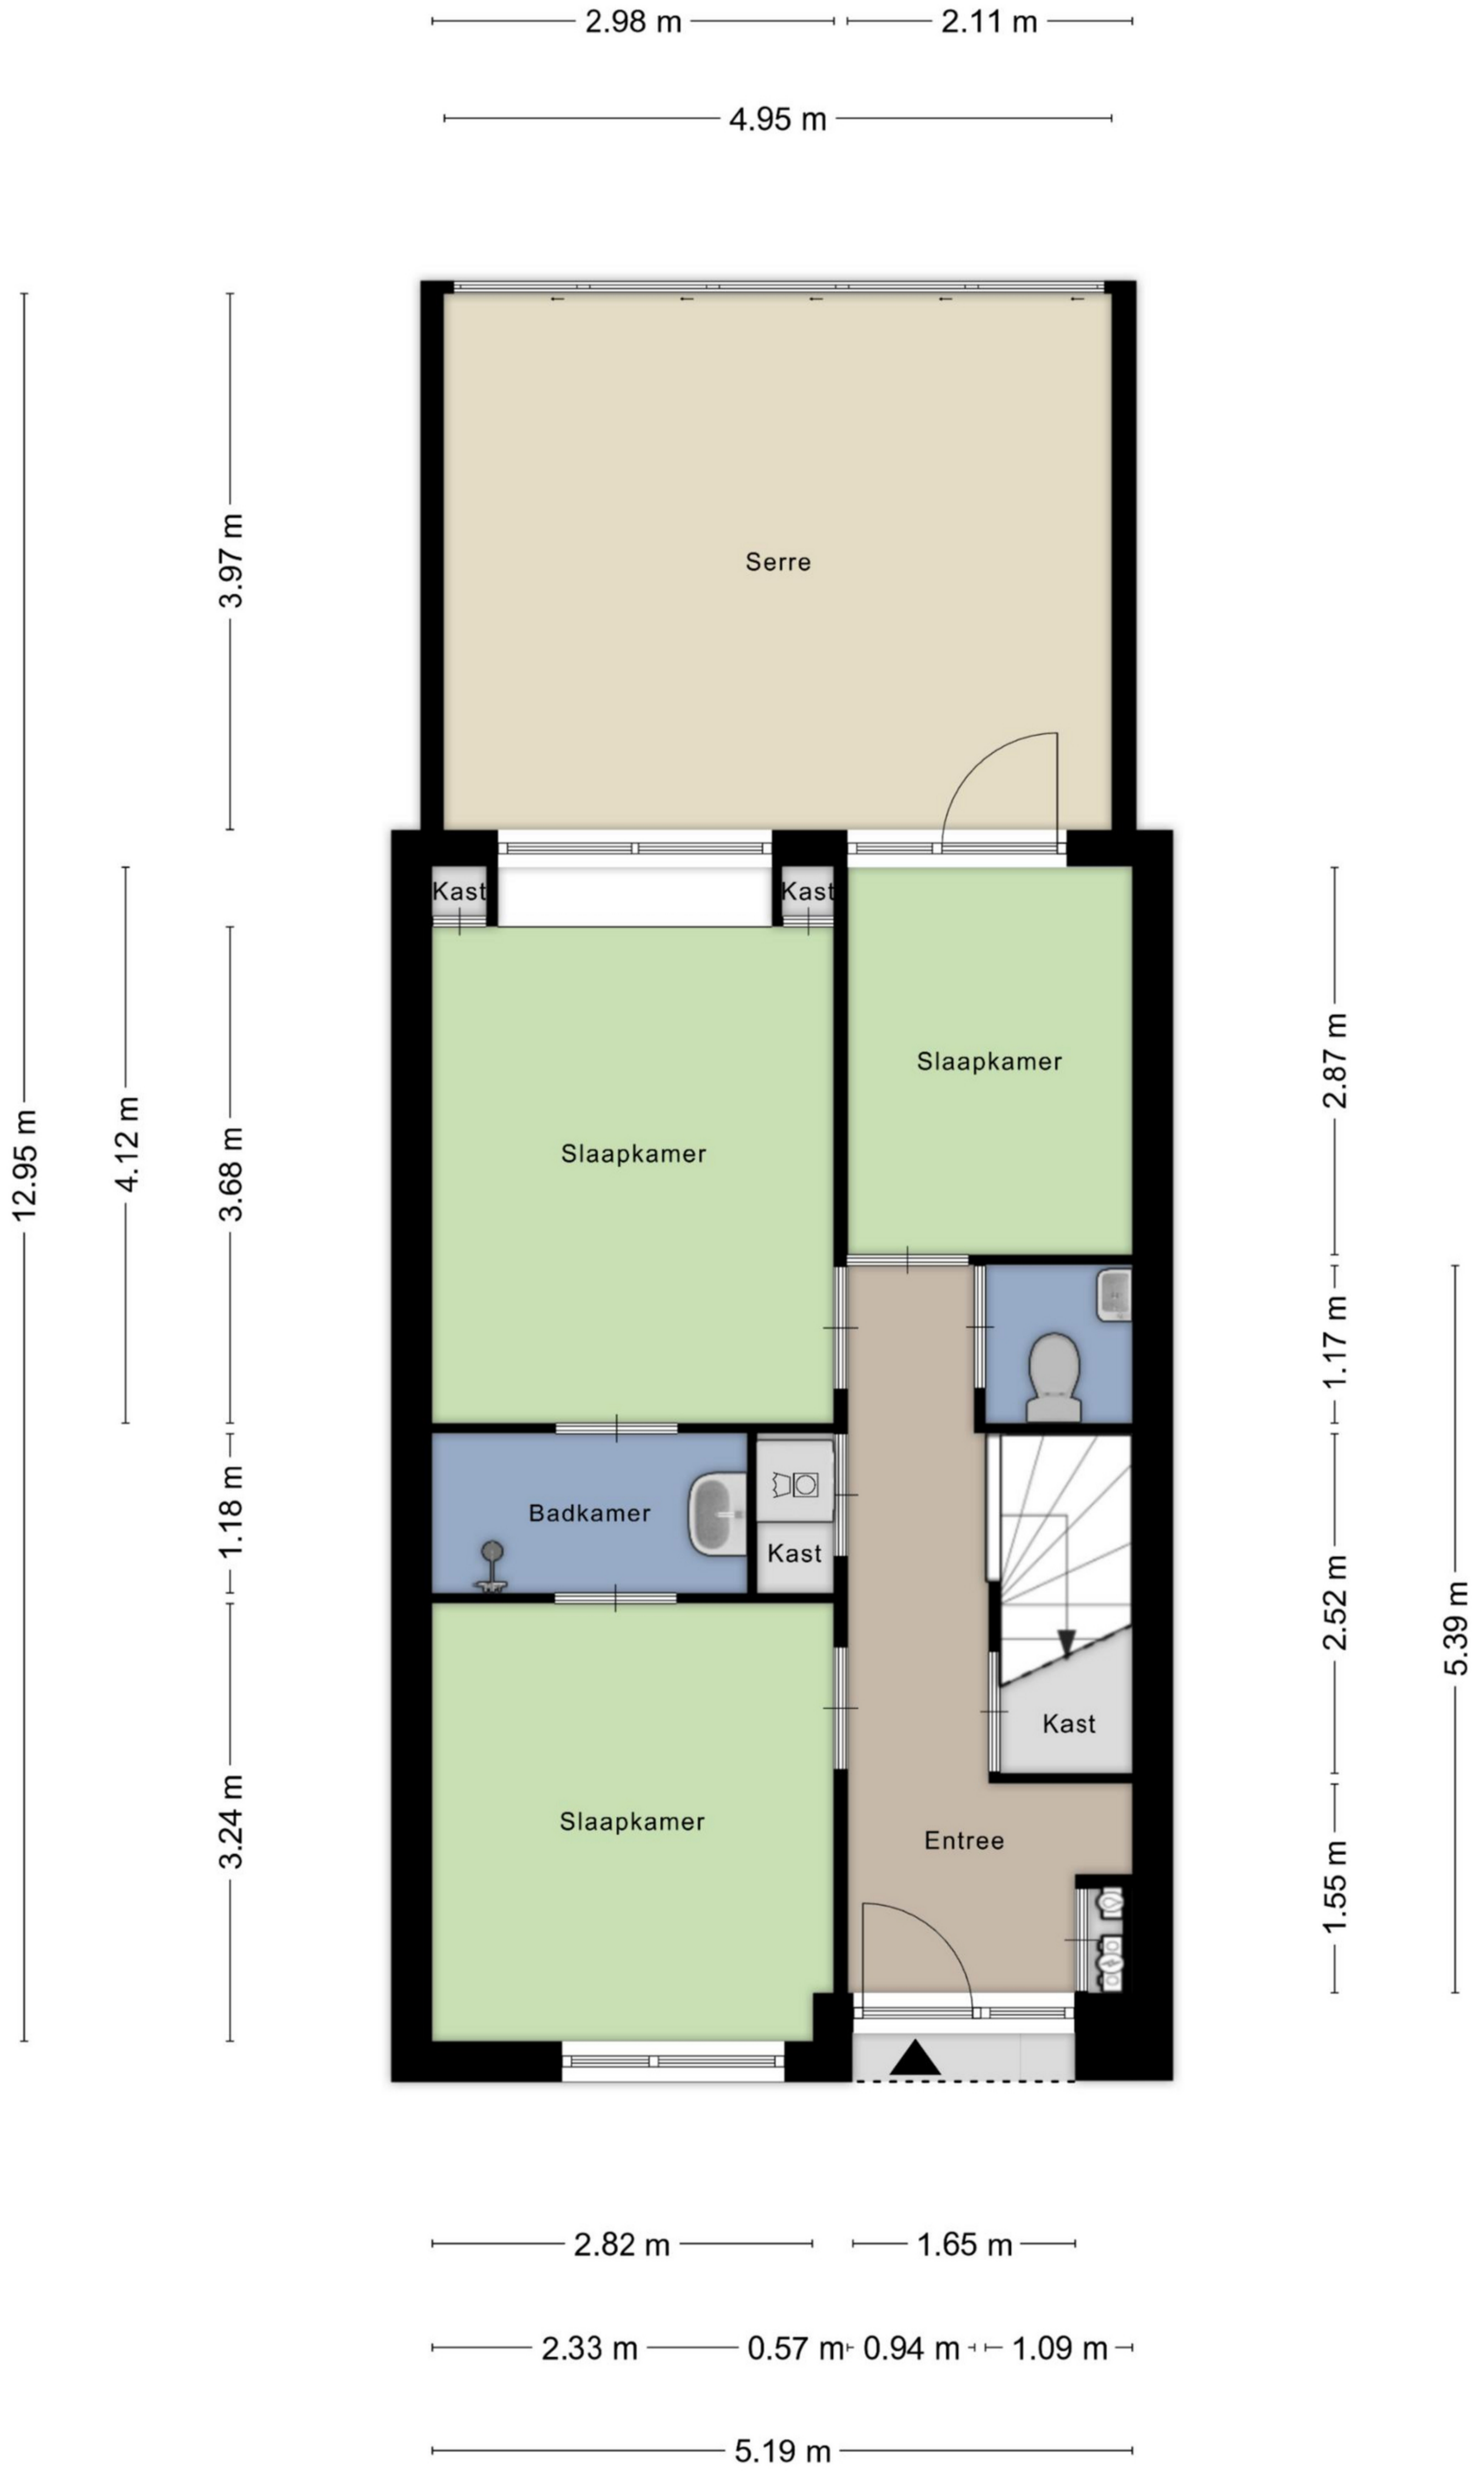 2.98 m 2.11 m
4.95 m
Serre
3.97 m
Kast Kast
Slaapkamer
2.87 m
12.95 m
4.12 m
3.68 m
Slaapkamer
1.17 m
Badkamer
1.18 m
Kast
2.52 m
5.39 m
Kast
Slaapkamer
3.24 m
Entree
1.55 m
2.82 m 1.65 m
2.33 m 0.57 m 0.94 m 1.09 m
5.19 m